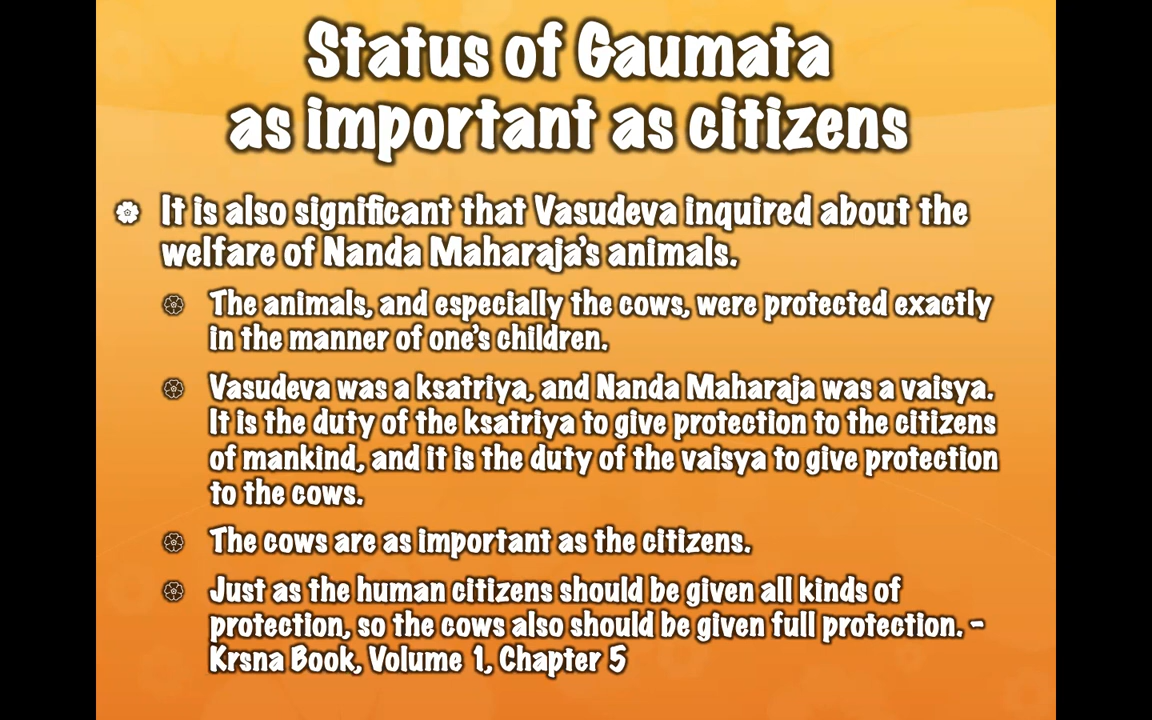 Status of Gaumata
as important as citizens
It is also significant that Vasudeva inquired about the
welfare of Nanda Maharaja's animals.
The animals, and especially the cows, were protected exactly
in the manner of one's children.
Vasudeva was a ksatriya, and Nanda Maharaja was a vaisya.
It is the duty of the ksatriya to give protection to the citizens
of mankind, and it is the duty of the vaisya to give protection
to the cows.
The cows are as important as the citizens.
Just as the human citizens should be given all kinds of
protection, so the cows also should be given full protection. -
Krsna Book, Volume 1, Chapter 5